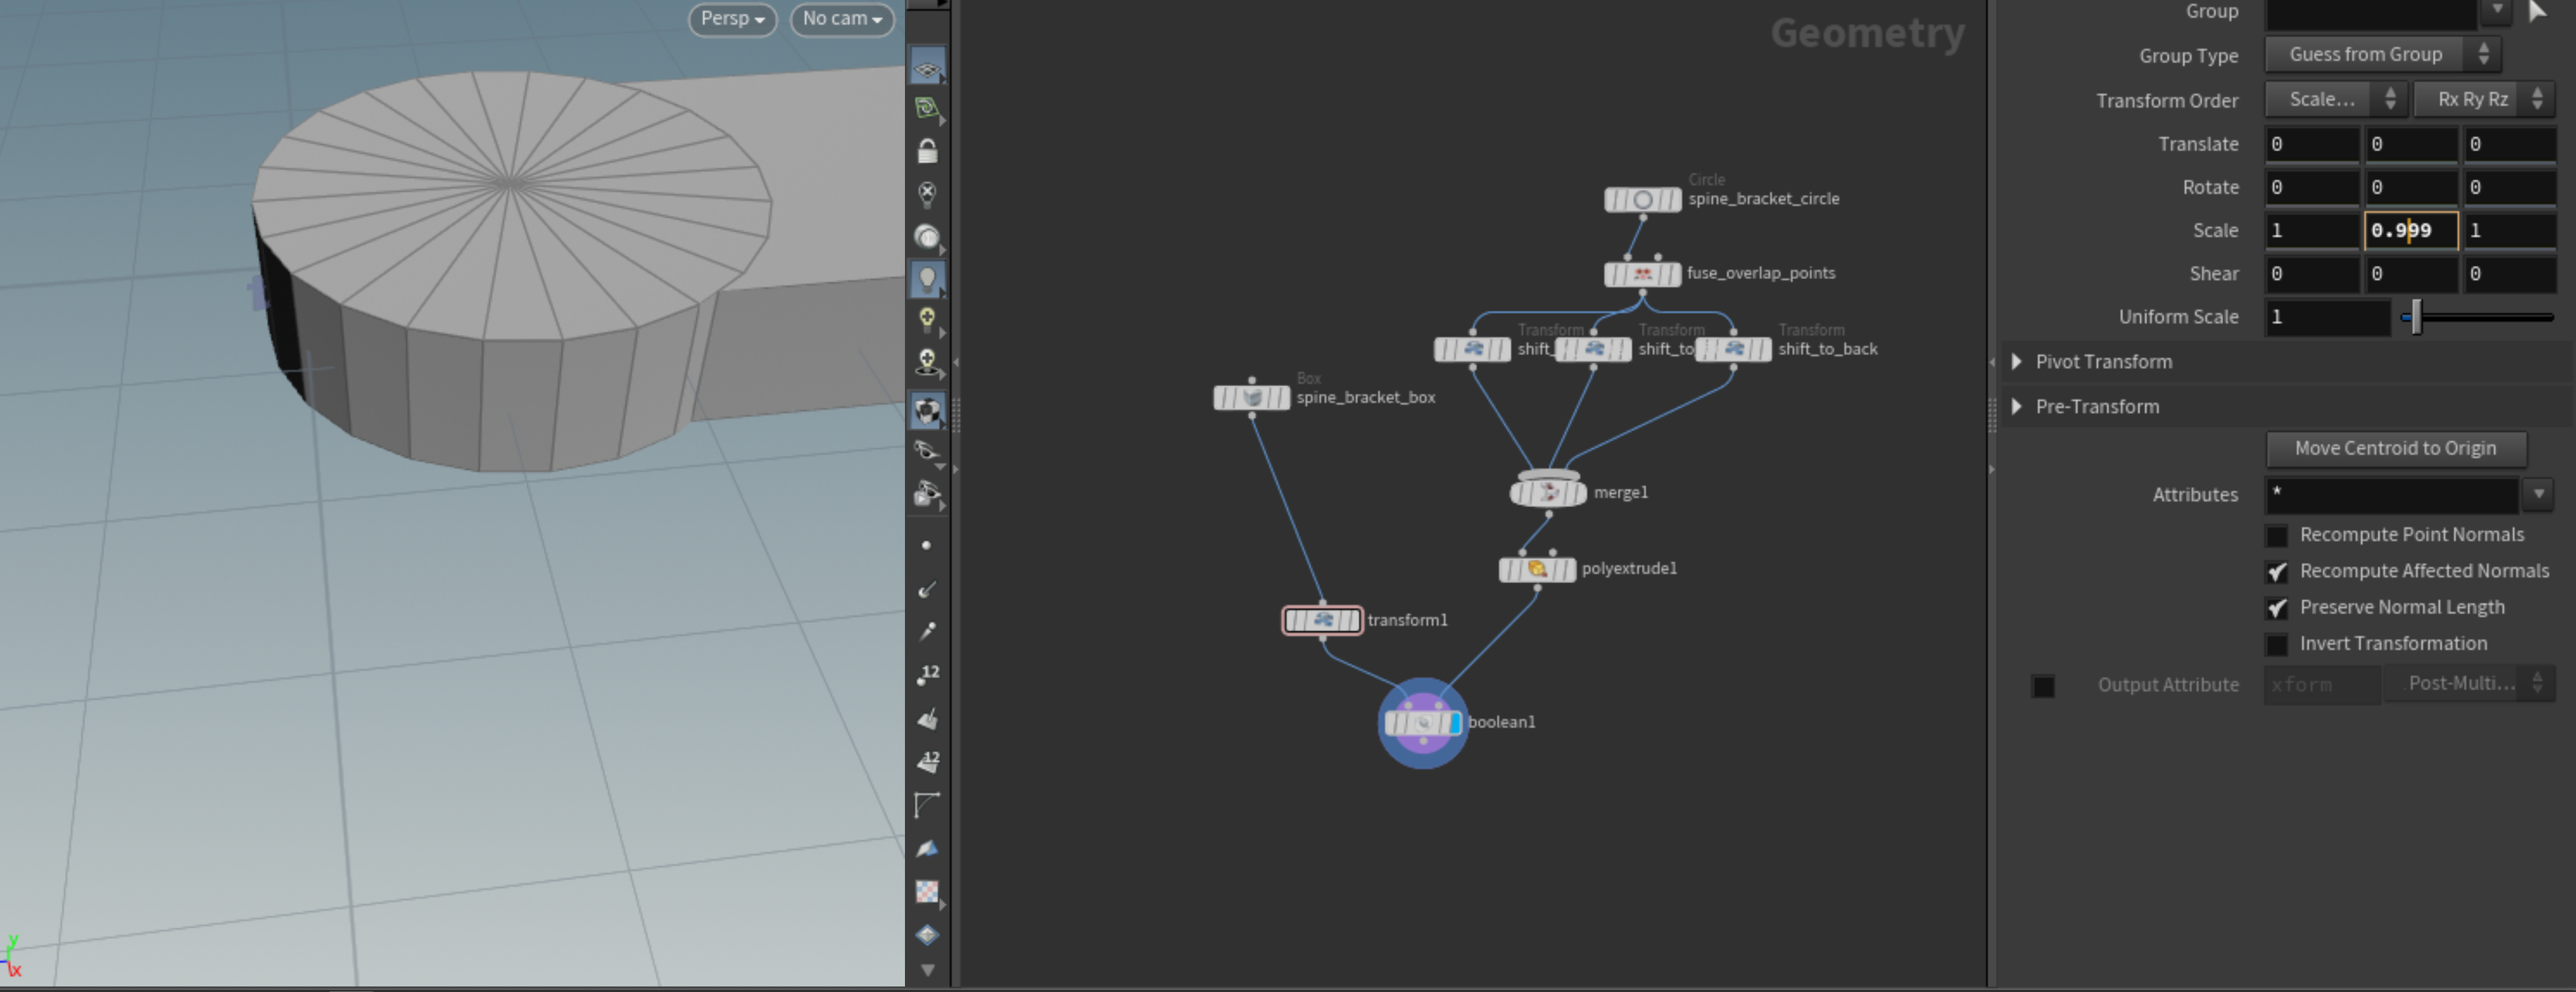 Persp
No cam
y
x
12
12
Geometry
Circle
spine_bracket_circle
fuse_overlap_points
Transform
shift_
Transform
shift_to
Transform
shift_to_back
Box
spine_bracket_box
merge1
polyextrude1
transform1
boolean1
Group
Group Type Guess from Group
Transform Order Scale... Rx Ry Rz
Translate 0 0 0
Rotate 0 0 0
Scale 1 0.999 1
Shear 0 0 0
Uniform Scale 1
Pivot Transform
Pre-Transform
Move Centroid to Origin
Attributes *
Recompute Point Normals
Recompute Affected Normals
Preserve Normal Length
Invert Transformation
Output Attribute xform Post-Multi...